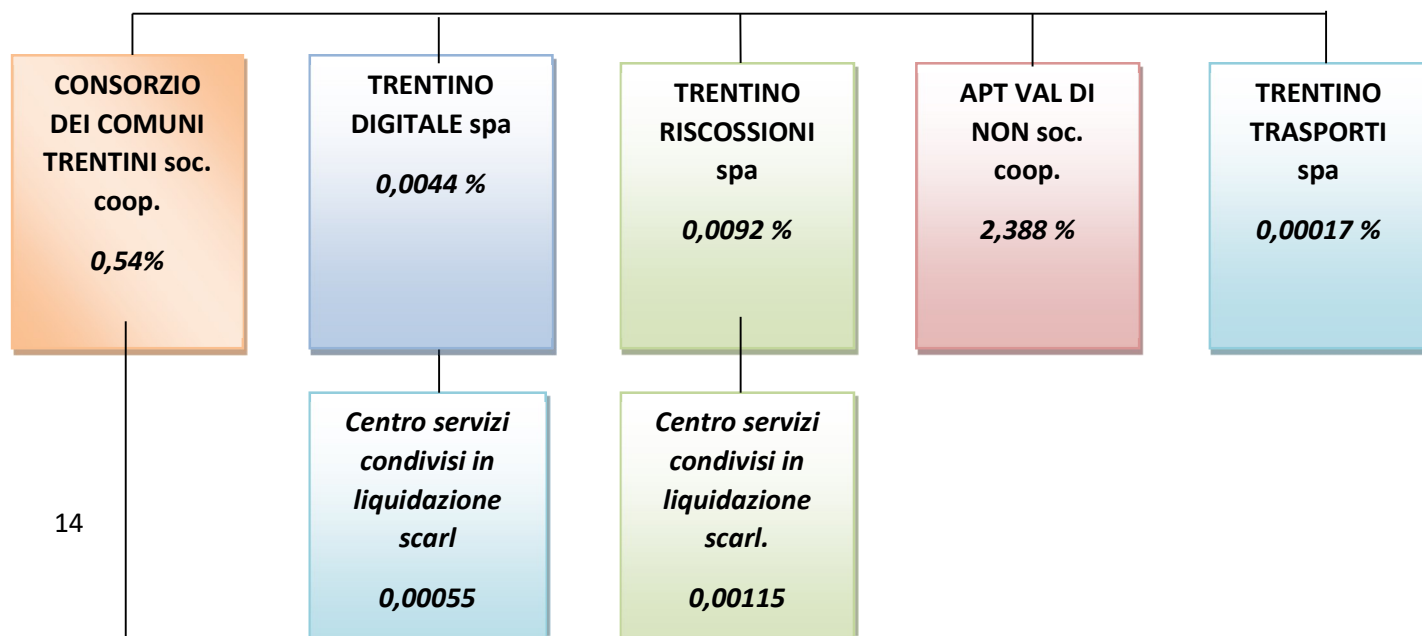 CONSORZIO
DEI COMUNI
TRENTINI soc.
coop.
0,54%
TRENTINO
DIGITALE spa
0,0044 %
TRENTINO
RISCOSSIONI
spa
0,0092 %
APT VAL DI
NON soc.
coop.
2,388 %
TRENTINO
TRASPORTI
spa
0,00017 %
Centro servizi
condivisi in
liquidazione
scarl
0,00055
Centro servizi
condivisi in
liquidazione
scarl.
0,00115
14